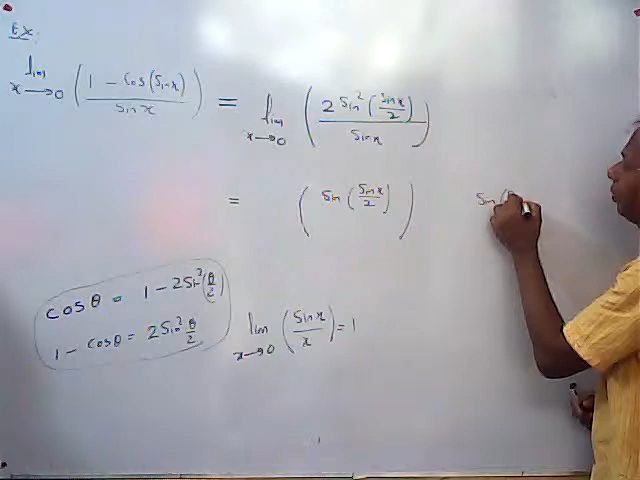 Ex:
lim x→0 ( (1 - Cos(Sin x)) / Sin x ) = lim x→0 ( 2 Sin² (Sin x / 2) / Sin x )
= ( Sin (Sin x / 2) ) Sin (
cos θ = 1 - 2 Sin² (θ/2)
1 - cos θ = 2 Sin² θ/2
lim x→0 ( Sin x / x ) = 1